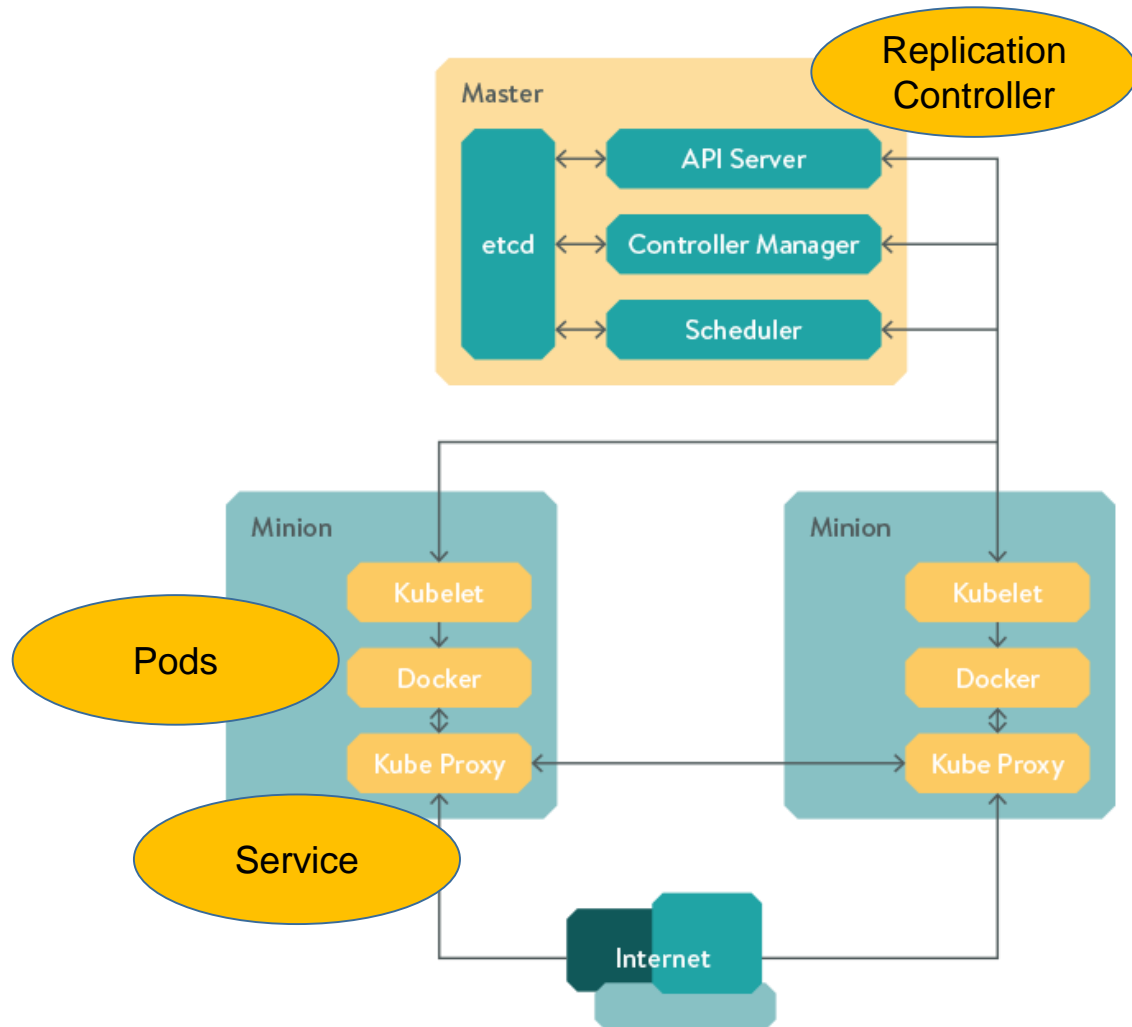 Replication
Controller
Master
API Server
etcd
Controller Manager
Scheduler
Minion
Minion
Kubelet
Kubelet
Pods
Docker
Docker
Kube Proxy
Kube Proxy
Service
Internet